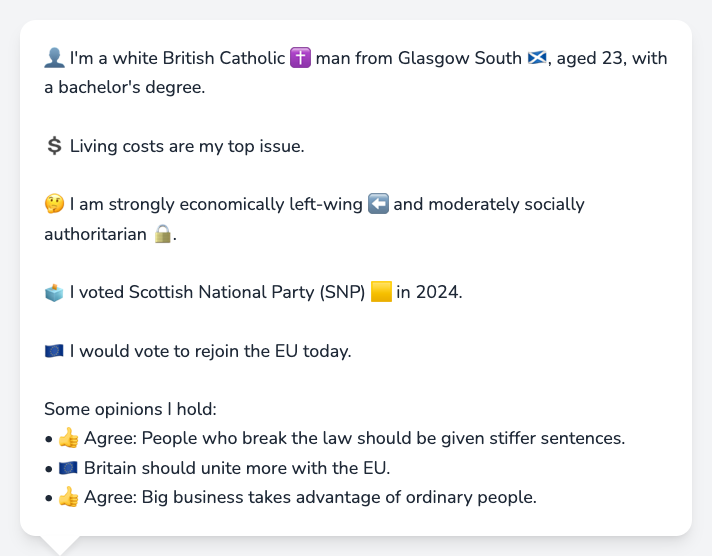 👤 I'm a white British Catholic ✝️ man from Glasgow South 🏴󠁧󠁢󠁳󠁣󠁴󠁿, aged 23, with
a bachelor's degree.
💲 Living costs are my top issue.
🤔 I am strongly economically left-wing ⬅️ and moderately socially
authoritarian 🔒.
🗳️ I voted Scottish National Party (SNP) 🟨 in 2024.
🇪🇺 I would vote to rejoin the EU today.
Some opinions I hold:
• 👍 Agree: People who break the law should be given stiffer sentences.
• 🇪🇺 Britain should unite more with the EU.
• 👍 Agree: Big business takes advantage of ordinary people.